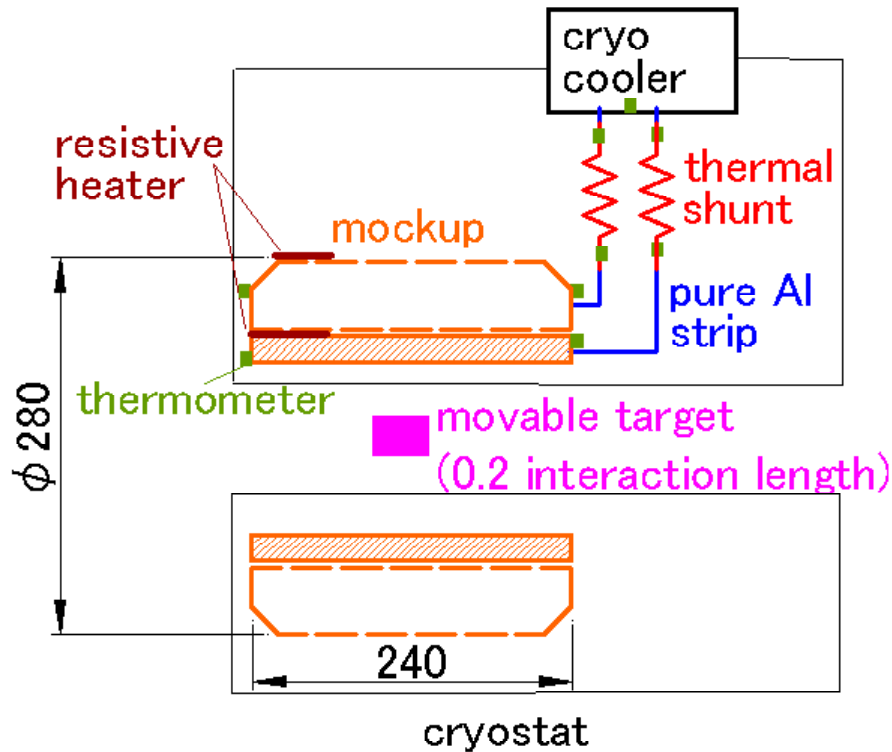 cryo
cooler
resistive
heater
thermal
shunt
mockup
pure Al
strip
thermometer
ϕ280
movable target
(0.2 interaction length)
240
cryostat